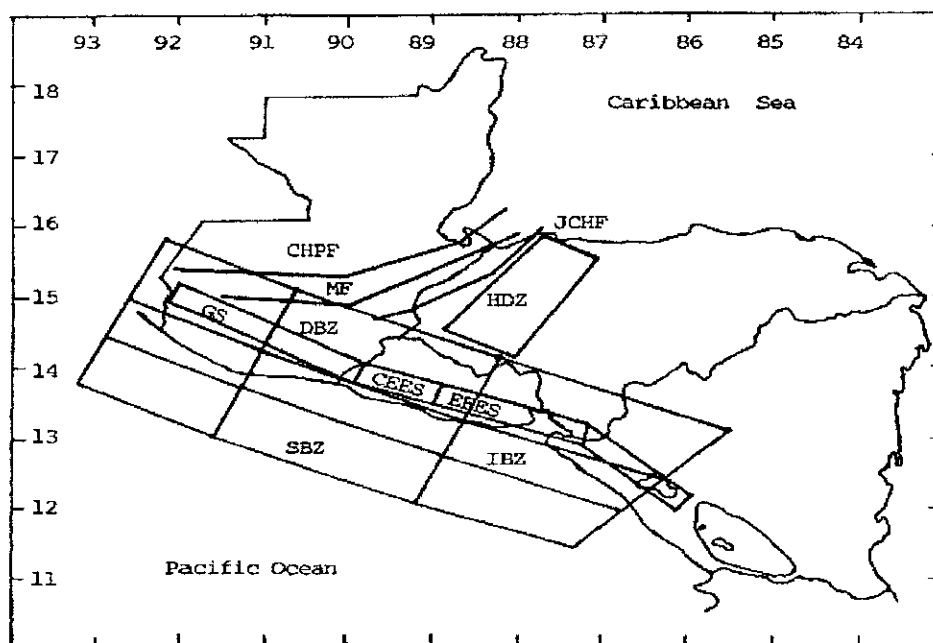 93 92 91 90 89 88 87 86 85 84
18
Caribbean Sea
17
16
JCHF
CHPF
MF
15
HDZ
GS
DBZ
14
CEES
EFES
13
SBZ
IBZ
12
Pacific Ocean
11